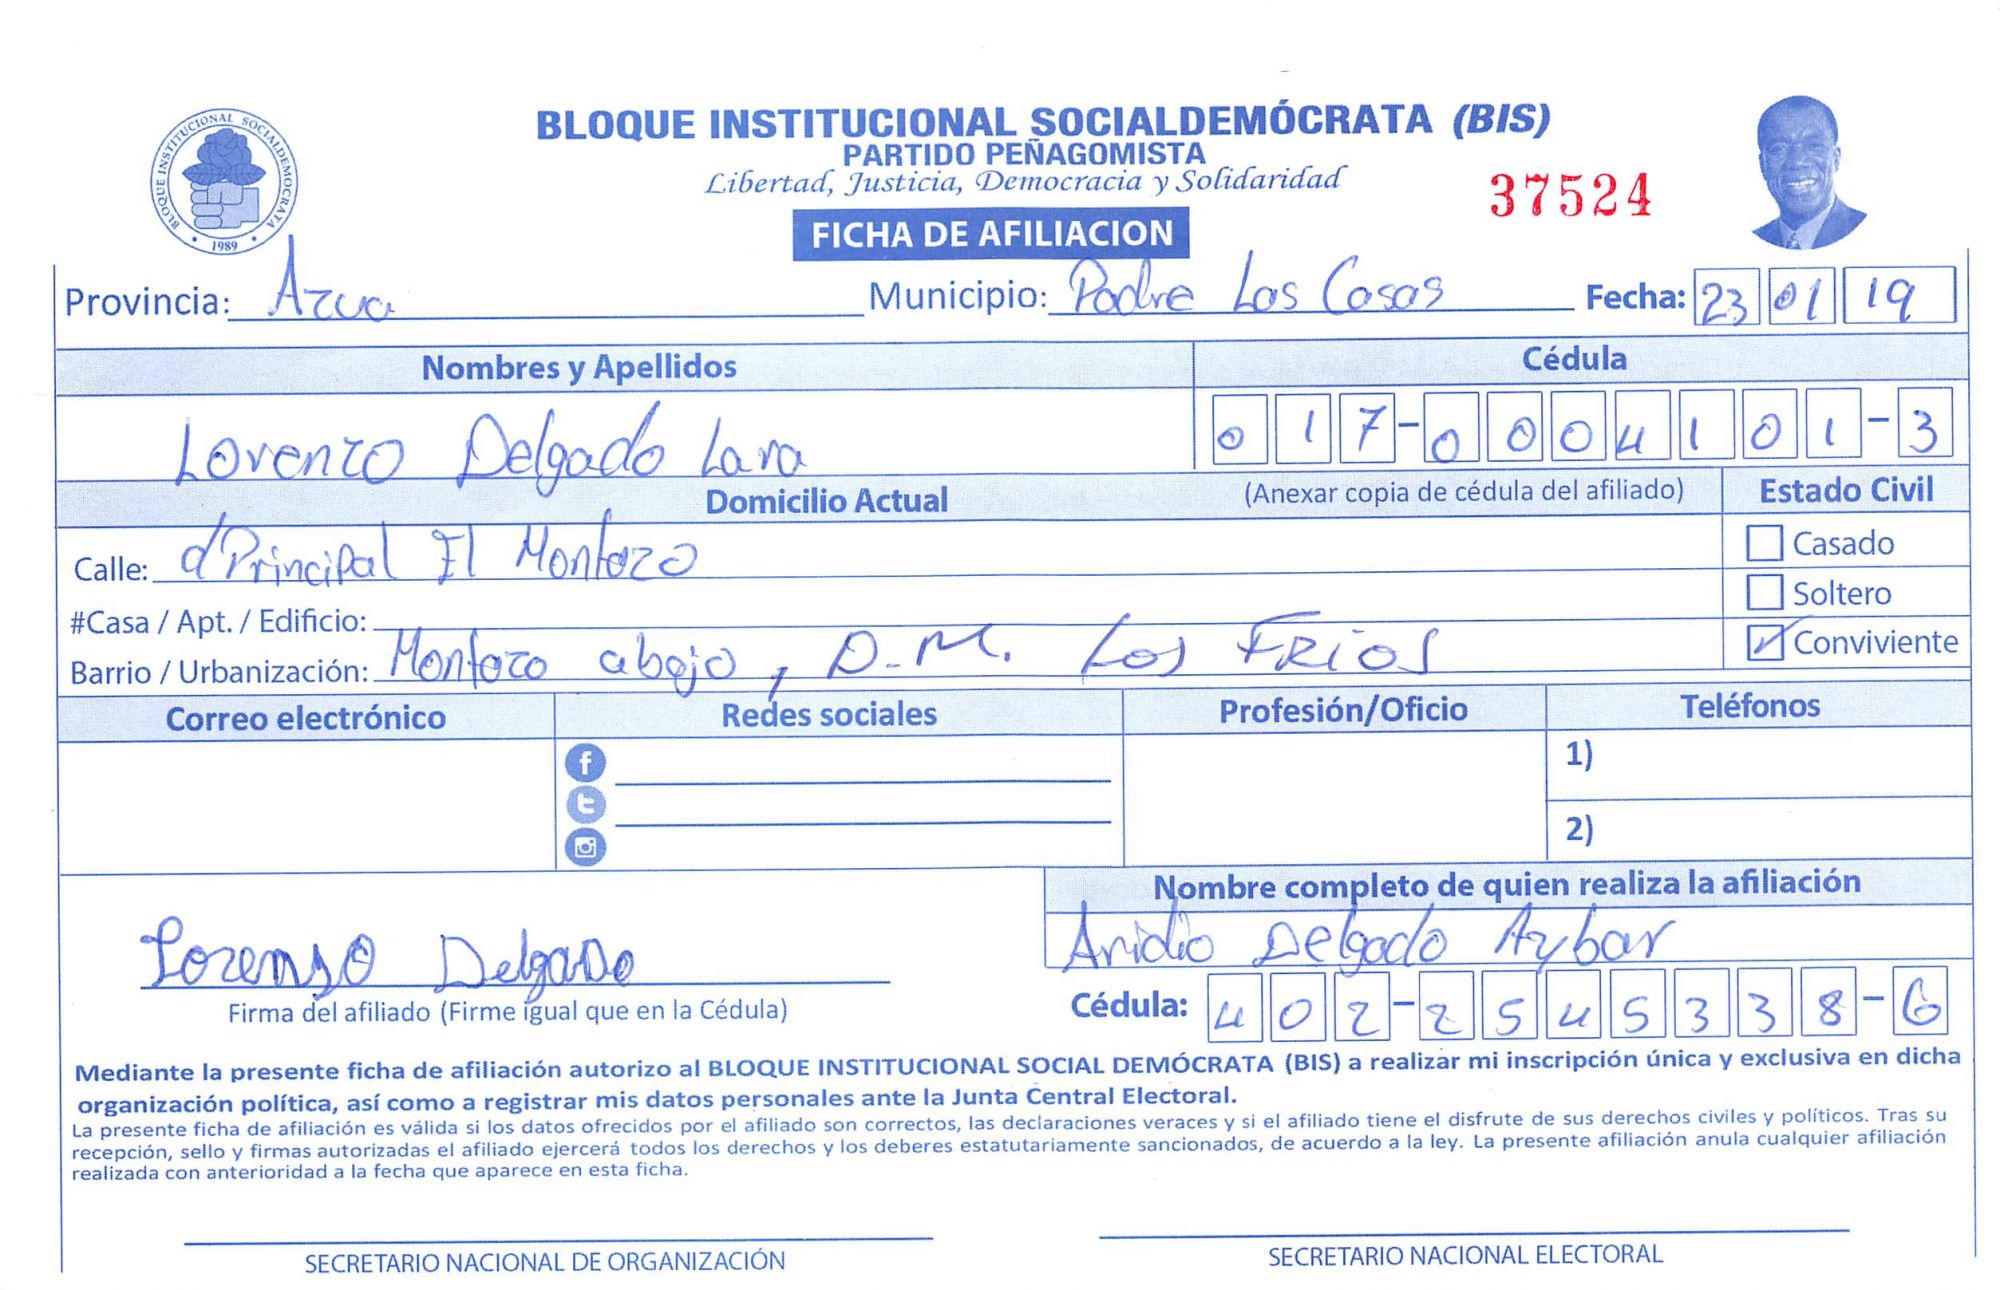 BLOQUE INSTITUCIONAL SOCIALDEMOCRATA
1989
BLOQUE INSTITUCIONAL SOCIALDEMÓCRATA (BIS)
PARTIDO PEÑAGOMISTA
Libertad, Justicia, Democracia y Solidaridad
37524
FICHA DE AFILIACION
Provincia: Azua Municipio: Padre Las Casas Fecha: 23 01 19
Nombres y Apellidos Cédula
Lorenzo Delgado Lara 017-0004101-3
Domicilio Actual (Anexar copia de cédula del afiliado) Estado Civil
Calle: c/Principal El Montazo Casado
#Casa / Apt. / Edificio: Soltero
Barrio / Urbanización: Montazo abajo, D.M. Los FRios Conviviente
Correo electrónico Redes sociales Profesión/Oficio Teléfonos
1)
2)
Nombre completo de quien realiza la afiliación
Aridio Delgado Aybar
Lorenso Delgado
Firma del afiliado (Firme igual que en la Cédula) Cédula: 402-2545338-6
Mediante la presente ficha de afiliación autorizo al BLOQUE INSTITUCIONAL SOCIAL DEMÓCRATA (BIS) a realizar mi inscripción única y exclusiva en dicha
organización política, así como a registrar mis datos personales ante la Junta Central Electoral.
La presente ficha de afiliación es válida si los datos ofrecidos por el afiliado son correctos, las declaraciones veraces y si el afiliado tiene el disfrute de sus derechos civiles y políticos. Tras su
recepción, sello y firmas autorizadas el afiliado ejercerá todos los derechos y los deberes estatutariamente sancionados, de acuerdo a la ley. La presente afiliación anula cualquier afiliación
realizada con anterioridad a la fecha que aparece en esta ficha.
SECRETARIO NACIONAL DE ORGANIZACIÓN SECRETARIO NACIONAL ELECTORAL